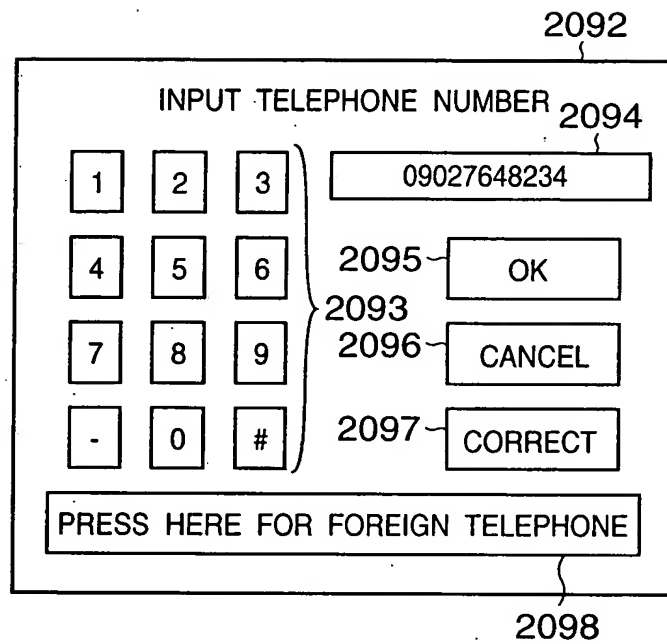 2092
INPUT TELEPHONE NUMBER
2094
1 2 3
09027648234
4 5 6
2095
OK
2093
7 8 9
2096
CANCEL
- 0 #
2097
CORRECT
PRESS HERE FOR FOREIGN TELEPHONE
2098